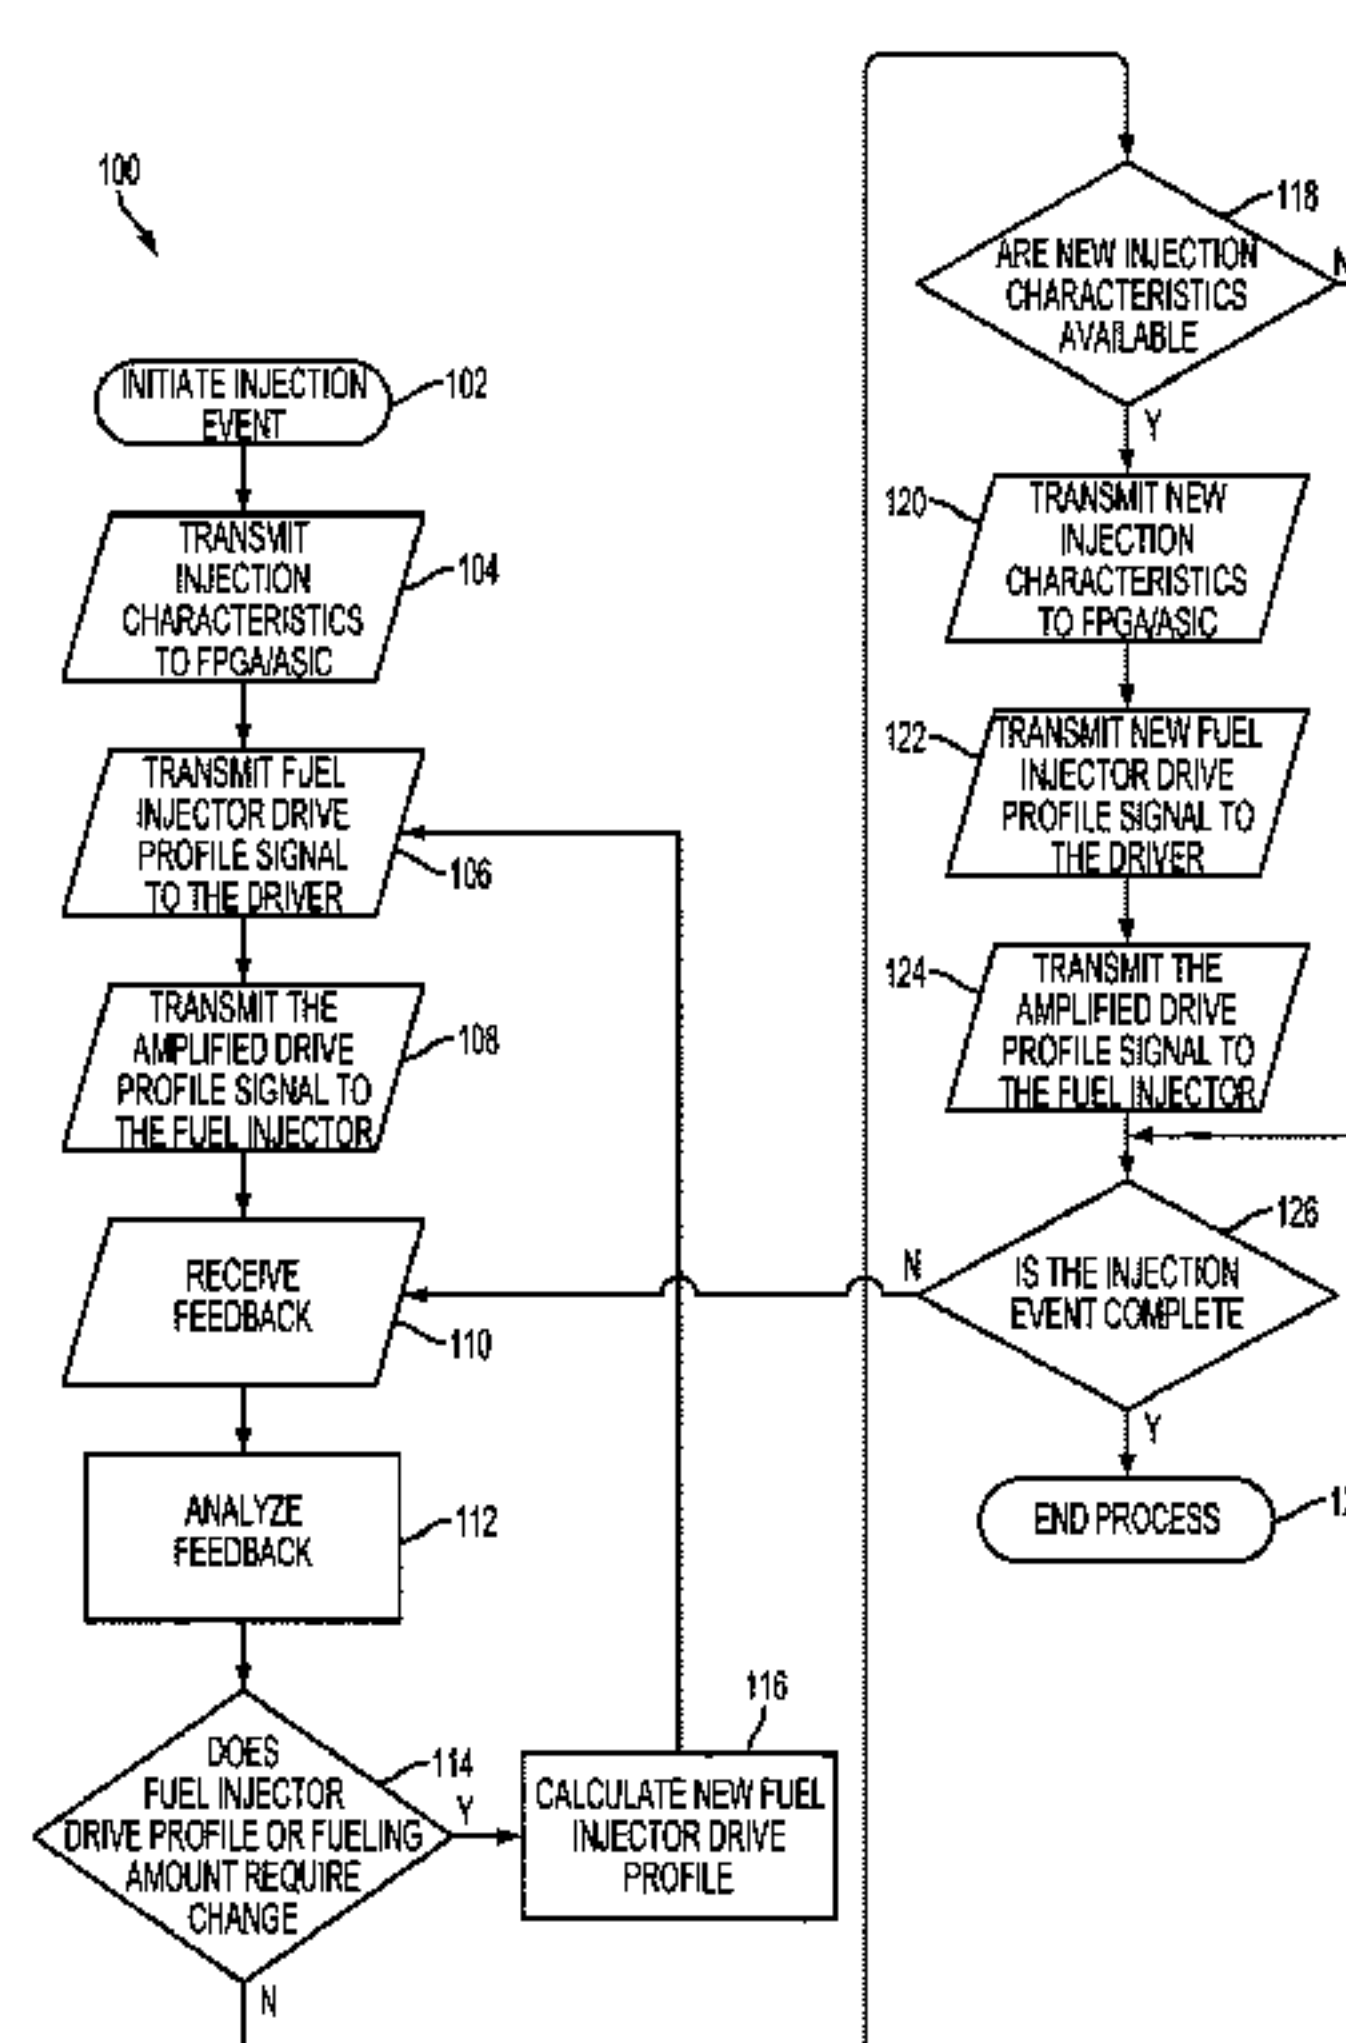 100
INITIATE INJECTION
EVENT
102
TRANSMIT
INJECTION
CHARACTERISTICS
TO FPGA/ASIC
104
TRANSMIT FUEL
INJECTOR DRIVE
PROFILE SIGNAL
TO THE DRIVER
106
TRANSMIT THE
AMPLIFIED DRIVE
PROFILE SIGNAL TO
THE FUEL INJECTOR
108
RECEIVE
FEEDBACK
110
ANALYZE
FEEDBACK
112
DOES
FUEL INJECTOR
DRIVE PROFILE OR FUELING
AMOUNT REQUIRE
CHANGE
114
Y
N
116
CALCULATE NEW FUEL
INJECTOR DRIVE
PROFILE
118
ARE NEW INJECTION
CHARACTERISTICS
AVAILABLE
Y
120
TRANSMIT NEW
INJECTION
CHARACTERISTICS
TO FPGA/ASIC
122
TRANSMIT NEW FUEL
INJECTOR DRIVE
PROFILE SIGNAL TO
THE DRIVER
124
TRANSMIT THE
AMPLIFIED DRIVE
PROFILE SIGNAL TO
THE FUEL INJECTOR
126
N
IS THE INJECTION
EVENT COMPLETE
Y
END PROCESS